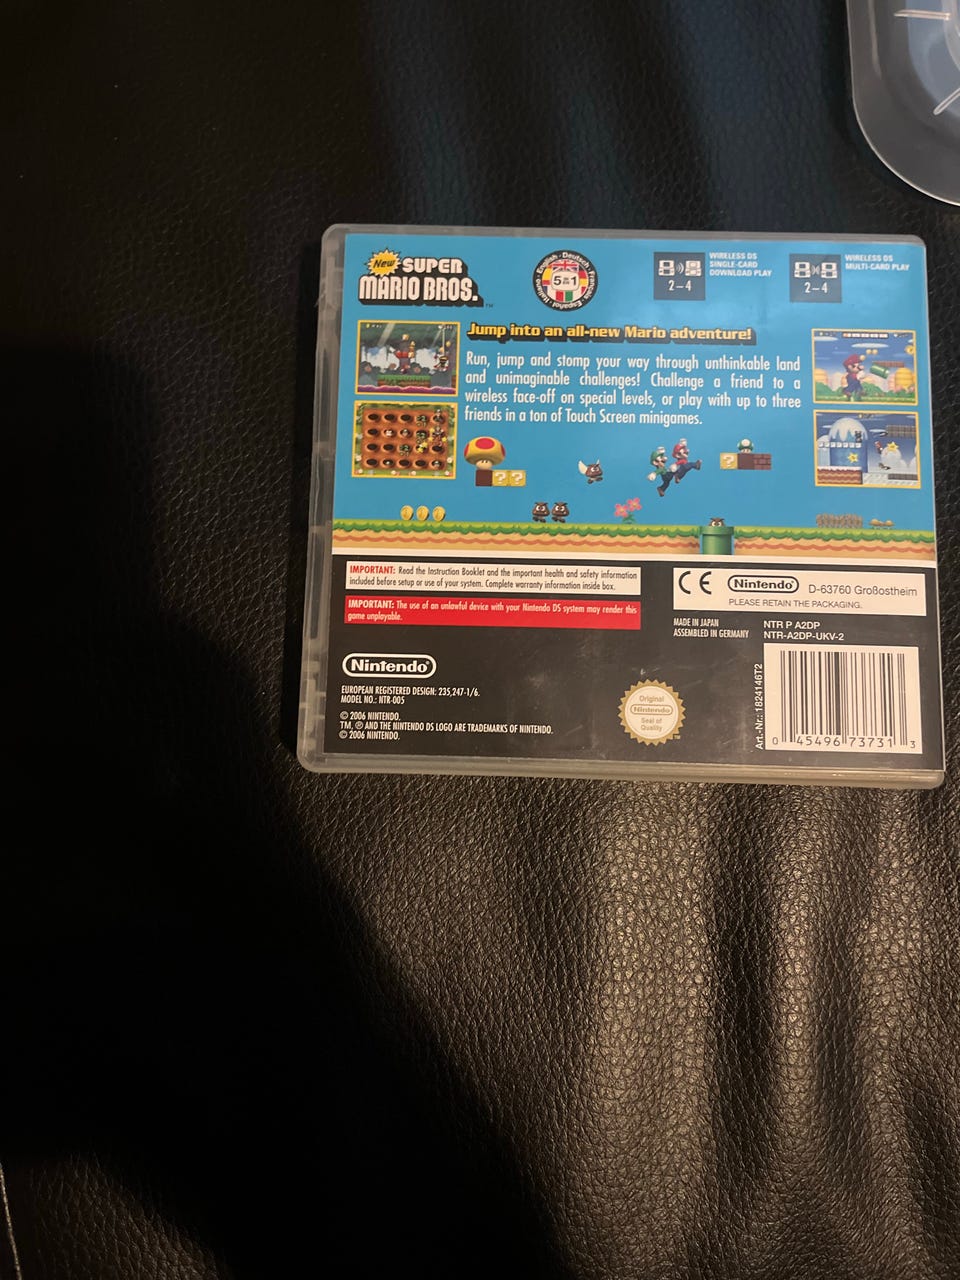 New SUPER
MARIO BROS.™
English · Deutsch · Français · Español · Italiano
5 in 1
WIRELESS DS
SINGLE-CARD
DOWNLOAD PLAY
2–4
WIRELESS DS
MULTI-CARD PLAY
2–4
Jump into an all-new Mario adventure!
Run, jump and stomp your way through unthinkable land
and unimaginable challenges! Challenge a friend to a
wireless face-off on special levels, or play with up to three
friends in a ton of Touch Screen minigames.
IMPORTANT: Read the Instruction Booklet and the important health and safety information
included before setup or use of your system. Complete warranty information inside box.
IMPORTANT: The use of an unlawful device with your Nintendo DS system may render this
game unplayable.
CE Nintendo® D-63760 Großostheim
PLEASE RETAIN THE PACKAGING.
MADE IN JAPAN
ASSEMBLED IN GERMANY
NTR P A2DP
NTR-A2DP-UKV-2
Nintendo®
EUROPEAN REGISTERED DESIGN: 235,247-1/6.
MODEL NO.: NTR-005
© 2006 NINTENDO.
TM, ® AND THE NINTENDO DS LOGO ARE TRADEMARKS OF NINTENDO.
© 2006 NINTENDO.
Original
Nintendo
Seal of
Quality
Art.-Nr.: 1824146T2
0 45496 73731 3